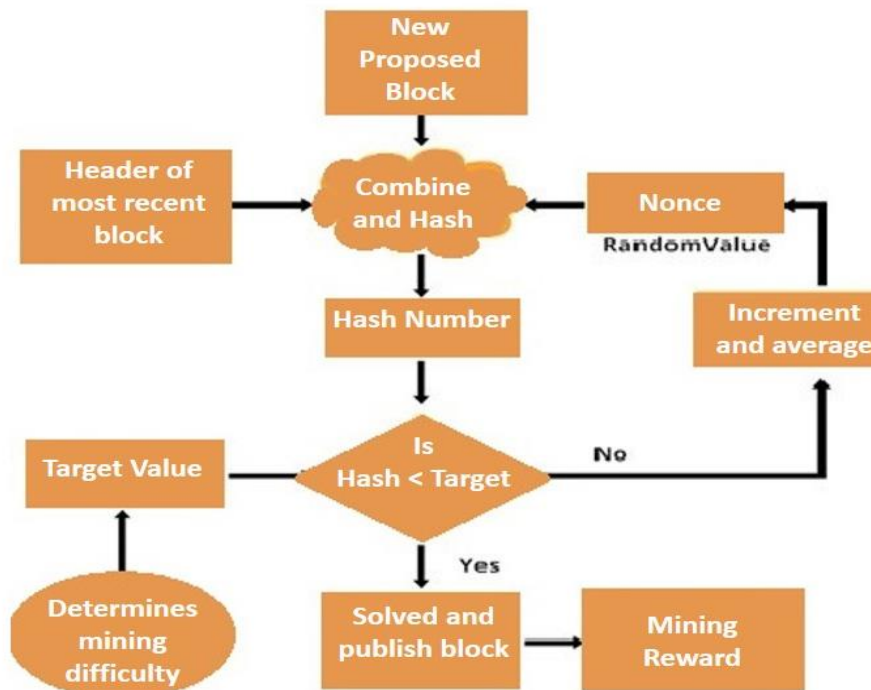 New
Proposed
Block
Header of
most recent
block
Combine
and Hash
Nonce
RandomValue
Hash Number
Increment
and average
Is
Hash < Target
No
Target Value
Yes
Determines
mining
difficulty
Solved and
publish block
Mining
Reward